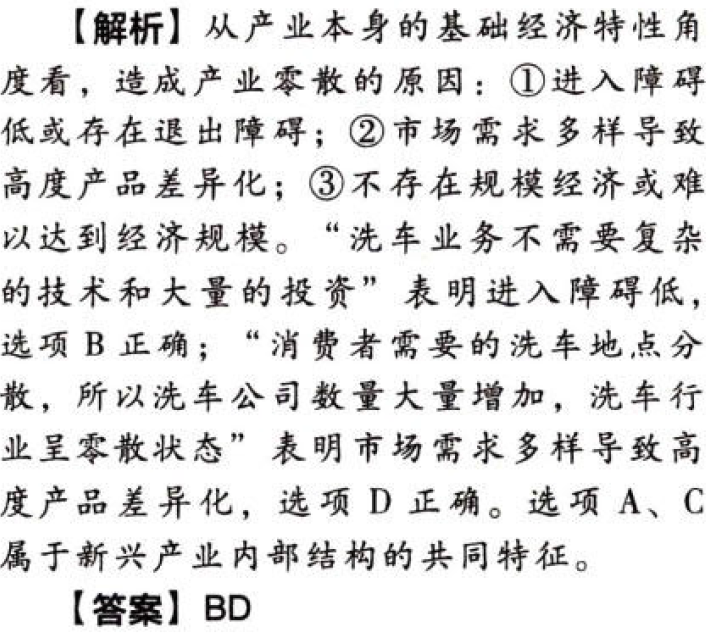 【解析】从产业本身的基础经济特性角
度看，造成产业零散的原因：①进入障碍
低或存在退出障碍；②市场需求多样导致
高度产品差异化；③不存在规模经济或难
以达到经济规模。“洗车业务不需要复杂
的技术和大量的投资”表明进入障碍低，
选项 B 正确；“消费者需要的洗车地点分
散，所以洗车公司数量大量增加，洗车行
业呈零散状态”表明市场需求多样导致高
度产品差异化，选项 D 正确。选项 A、C
属于新兴产业内部结构的共同特征。
【答案】BD